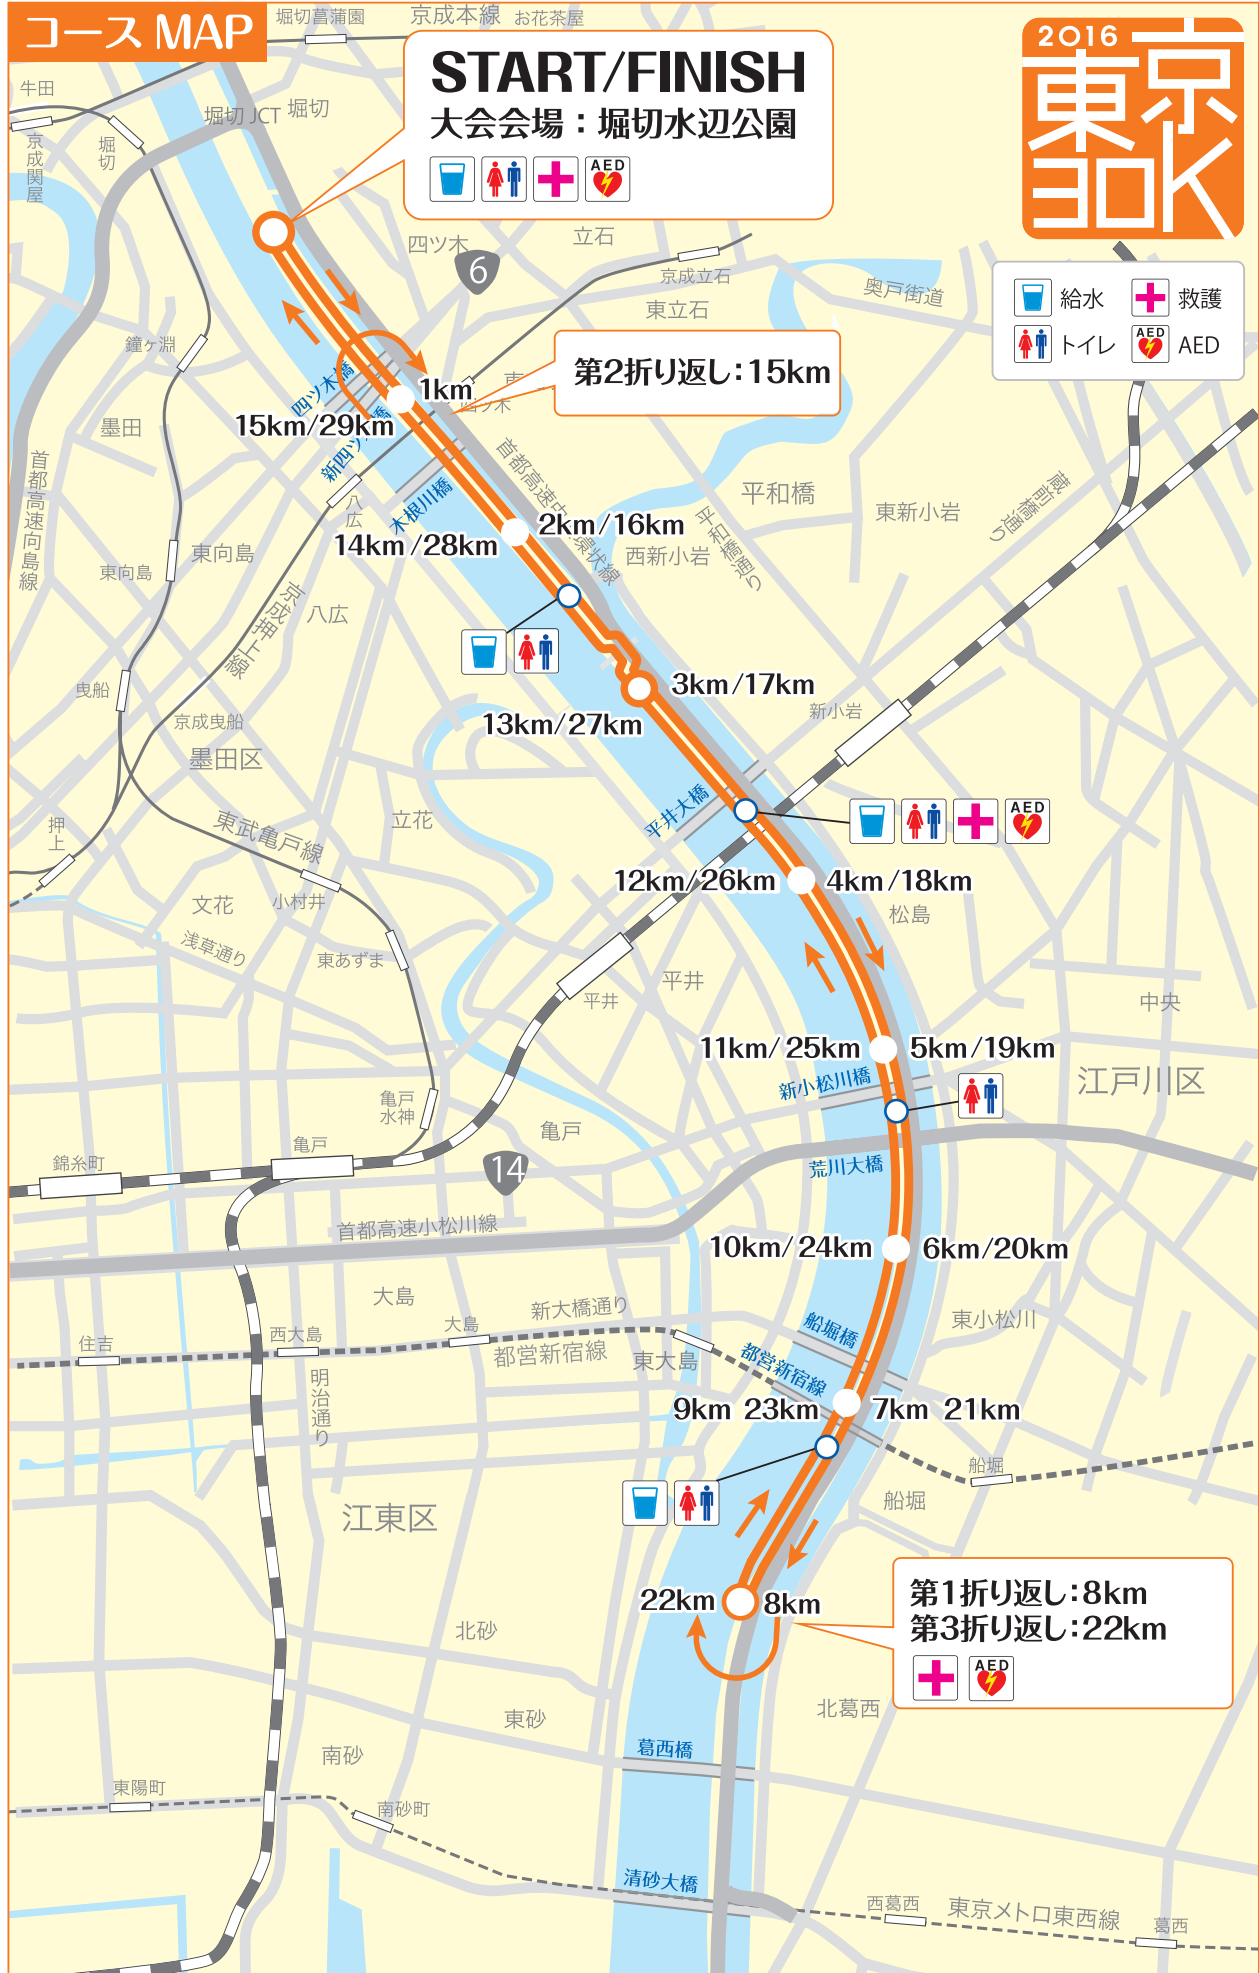 コース MAP
堀切菖蒲園
京成本線
お花茶屋
START/FINISH
大会会場：堀切水辺公園
AED
2016
東京
30K
給水
救護
トイレ
AED
AED
牛田
京成関屋
堀切
堀切 JCT
堀切
四ツ木
6
立石
京成立石
東立石
奥戸街道
鐘ヶ淵
四ツ木橋
1km
第2折り返し：15km
四ツ木
15km/29km
墨田
首都高速向島線
八広
木根川橋
平和橋
東新小岩
蔵前橋通り
平和橋通り
2km/16km
14km/28km
西新小岩
東向島
東向島
京成押上線
八広
3km/17km
13km/27km
曳船
京成曳船
墨田区
新小岩
平井大橋
AED
押上
東武亀戸線
立花
12km/26km
4km/18km
松島
文花
小村井
浅草通り
東あずま
平井
平井
中央
11km/25km
5km/19km
新小松川橋
江戸川区
亀戸水神
亀戸
亀戸
錦糸町
14
荒川大橋
首都高速小松川線
10km/24km
6km/20km
大島
新大橋通り
東小松川
船堀橋
住吉
西大島
大島
都営新宿線
東大島
都営新宿線
明治通り
9km 23km
7km 21km
船堀
船堀
江東区
22km
8km
第1折り返し：8km
第3折り返し：22km
AED
北砂
東砂
北葛西
葛西橋
南砂
東陽町
南砂町
清砂大橋
西葛西
東京メトロ東西線
葛西